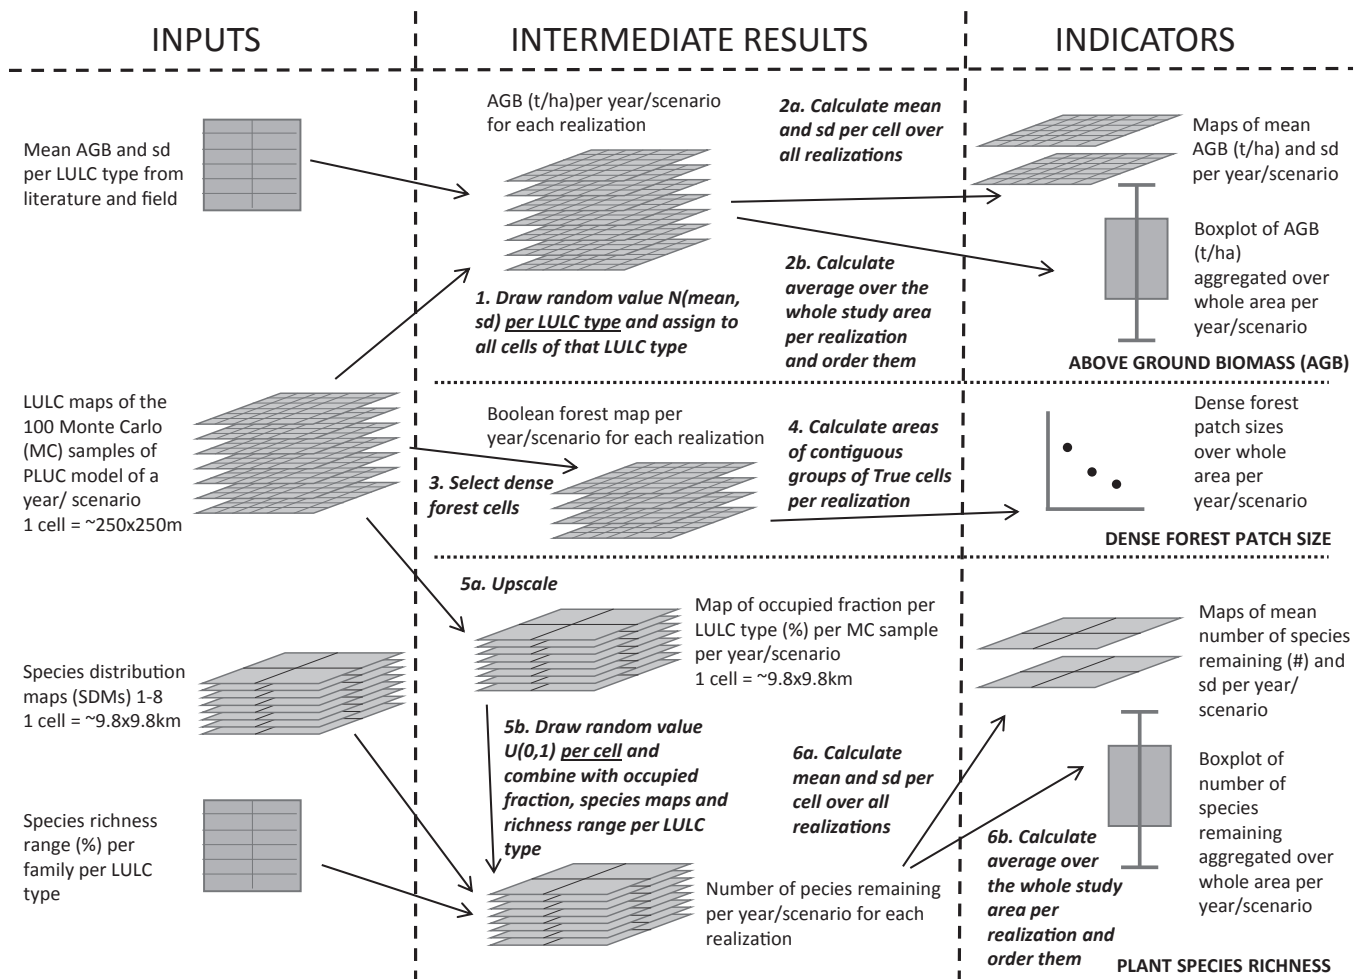 INPUTS
INTERMEDIATE RESULTS
INDICATORS
Mean AGB and sd
per LULC type from
literature and field
AGB (t/ha)per year/scenario
for each realization
2a. Calculate mean
and sd per cell over
all realizations
Maps of mean
AGB (t/ha) and sd
per year/scenario
1. Draw random value N(mean,
sd) per LULC type and assign to
all cells of that LULC type
2b. Calculate
average over the
whole study area
per realization
and order them
Boxplot of AGB
(t/ha)
aggregated over
whole area per
year/scenario
ABOVE GROUND BIOMASS (AGB)
LULC maps of the
100 Monte Carlo
(MC) samples of
PLUC model of a
year/ scenario
1 cell = ~250x250m
Boolean forest map per
year/scenario for each realization
3. Select dense
forest cells
4. Calculate areas
of contiguous
groups of True cells
per realization
Dense forest
patch sizes
over whole
area per
year/scenario
DENSE FOREST PATCH SIZE
5a. Upscale
Map of occupied fraction per
LULC type (%) per MC sample
per year/scenario
1 cell = ~9.8x9.8km
Species distribution
maps (SDMs) 1-8
1 cell = ~9.8x9.8km
5b. Draw random value
U(0,1) per cell and
combine with occupied
fraction, species maps and
richness range per LULC
type
6a. Calculate
mean and sd per
cell over all
realizations
Maps of mean
number of species
remaining (#) and
sd per year/
scenario
Species richness
range (%) per
family per LULC
type
Number of pecies remaining
per year/scenario for each
realization
6b. Calculate
average over
the whole study
area per
realization and
order them
Boxplot of
number of
species
remaining
aggregated over
whole area per
year/scenario
PLANT SPECIES RICHNESS